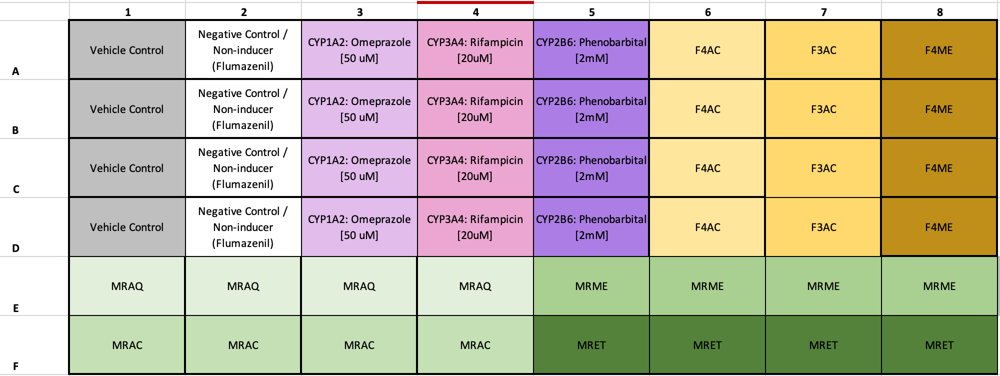 1 2 3 4 5 6 7 8
A
Vehicle Control
Negative Control /
Non-inducer
(Flumazenil)
CYP1A2: Omeprazole
[50 uM]
CYP3A4: Rifampicin
[20uM]
CYP2B6: Phenobarbital
[2mM]
F4AC
F3AC
F4ME
B
Vehicle Control
Negative Control /
Non-inducer
(Flumazenil)
CYP1A2: Omeprazole
[50 uM]
CYP3A4: Rifampicin
[20uM]
CYP2B6: Phenobarbital
[2mM]
F4AC
F3AC
F4ME
C
Vehicle Control
Negative Control /
Non-inducer
(Flumazenil)
CYP1A2: Omeprazole
[50 uM]
CYP3A4: Rifampicin
[20uM]
CYP2B6: Phenobarbital
[2mM]
F4AC
F3AC
F4ME
D
Vehicle Control
Negative Control /
Non-inducer
(Flumazenil)
CYP1A2: Omeprazole
[50 uM]
CYP3A4: Rifampicin
[20uM]
CYP2B6: Phenobarbital
[2mM]
F4AC
F3AC
F4ME
E
MRAQ
MRAQ
MRAQ
MRAQ
MRME
MRME
MRME
MRME
F
MRAC
MRAC
MRAC
MRAC
MRET
MRET
MRET
MRET